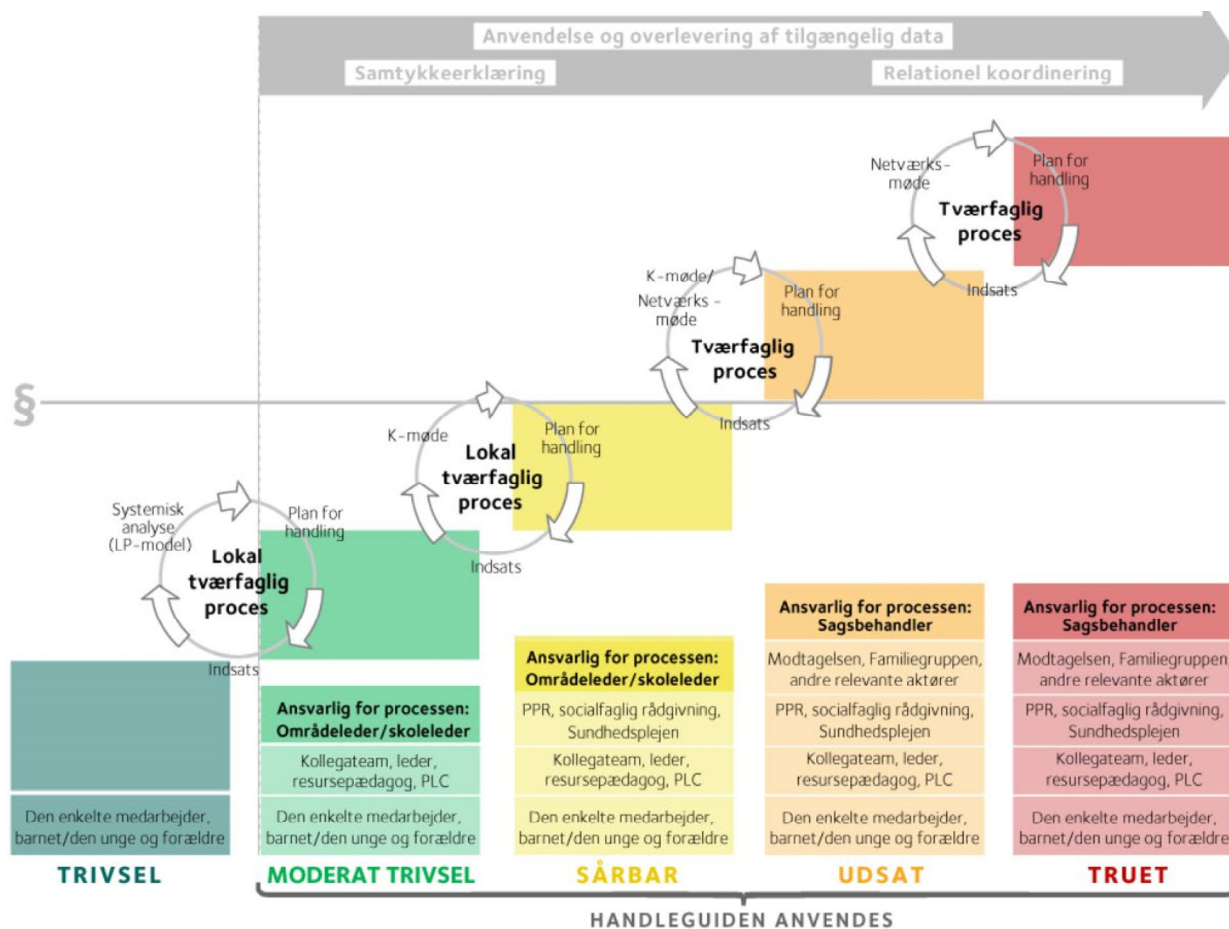 Anvendelse og overlevering af tilgængelig data
Samtykkeerklæring
Relationel koordinering
Netværks-
møde
Plan for
handling
Tværfaglig
proces
Indsats
K-møde/
Netværks -
møde
Plan for
handling
Tværfaglig
proces
Indsats
§
K-møde
Plan for
handling
Lokal
tværfaglig
proces
Indsats
Systemisk
analyse
(LP-model)
Plan for
handling
Lokal
tværfaglig
proces
Indsats
Den enkelte medarbejder,
barnet/den unge og forældre
TRIVSEL
Ansvarlig for processen:
Områdeleder/skoleleder
Kollegateam, leder,
resursepædagog, PLC
Den enkelte medarbejder,
barnet/den unge og forældre
MODERAT TRIVSEL
Ansvarlig for processen:
Områdeleder/skoleleder
PPR, socialfaglig rådgivning,
Sundhedsplejen
Kollegateam, leder,
resursepædagog, PLC
Den enkelte medarbejder,
barnet/den unge og forældre
SÅRBAR
Ansvarlig for processen:
Sagsbehandler
Modtagelsen, Familiegruppen,
andre relevante aktører
PPR, socialfaglig rådgivning,
Sundhedsplejen
Kollegateam, leder,
resursepædagog, PLC
Den enkelte medarbejder,
barnet/den unge og forældre
UDSAT
Ansvarlig for processen:
Sagsbehandler
Modtagelsen, Familiegruppen,
andre relevante aktører
PPR, socialfaglig rådgivning,
Sundhedsplejen
Kollegateam, leder,
resursepædagog, PLC
Den enkelte medarbejder,
barnet/den unge og forældre
TRUET
HANDLEGUIDEN ANVENDES